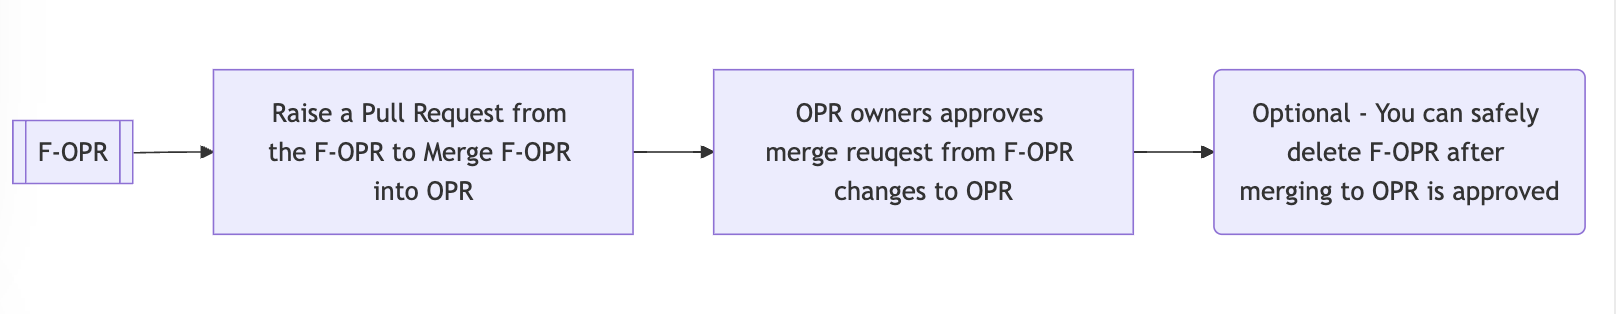 F-OPR
Raise a Pull Request from
the F-OPR to Merge F-OPR
into OPR
OPR owners approves
merge reuqest from F-OPR
changes to OPR
Optional - You can safely
delete F-OPR after
merging to OPR is approved